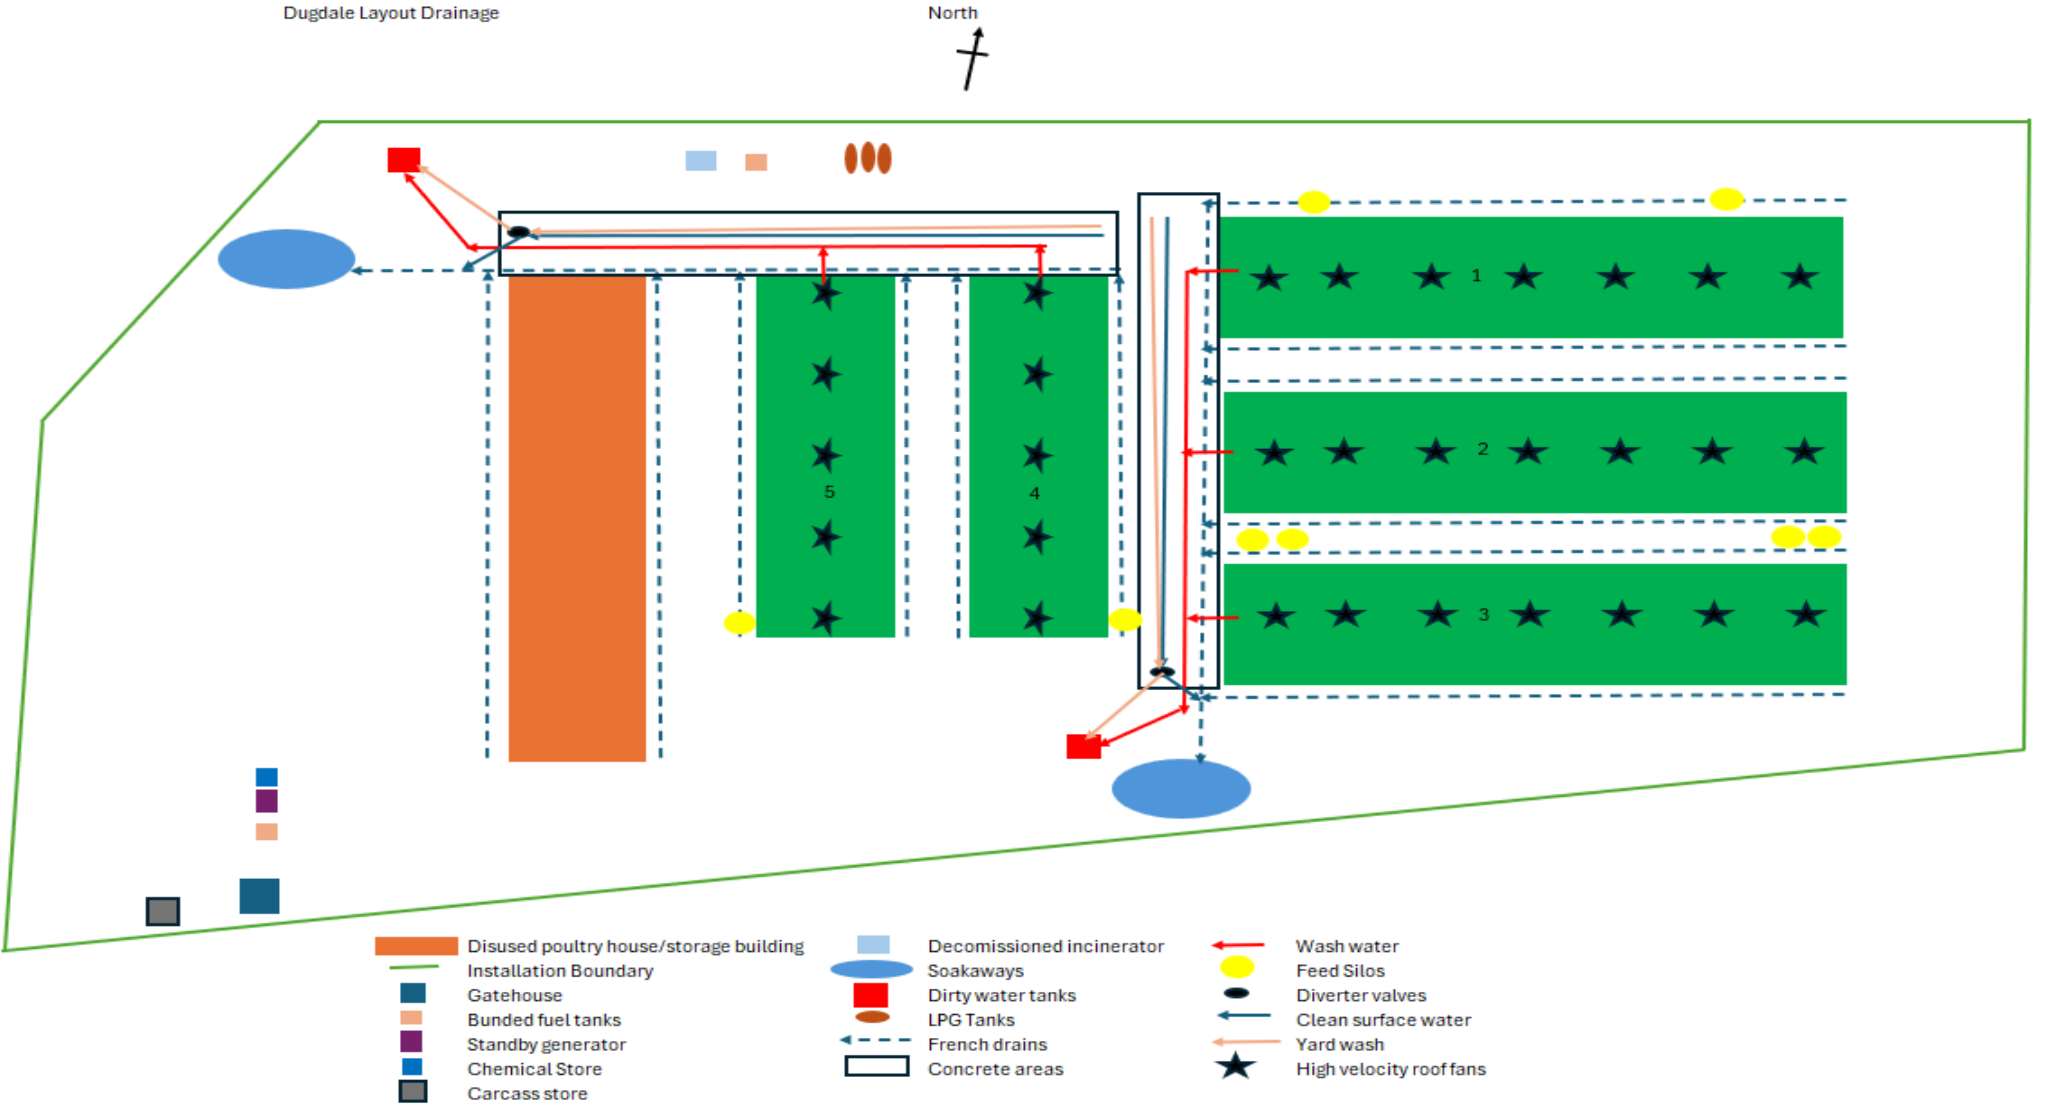 Dugdale Layout Drainage
North
1
2
5
4
3
Disused poultry house/storage building
Installation Boundary
Gatehouse
Bunded fuel tanks
Standby generator
Chemical Store
Carcass store
Decomissioned incinerator
Soakaways
Dirty water tanks
LPG Tanks
French drains
Concrete areas
Wash water
Feed Silos
Diverter valves
Clean surface water
Yard wash
High velocity roof fans